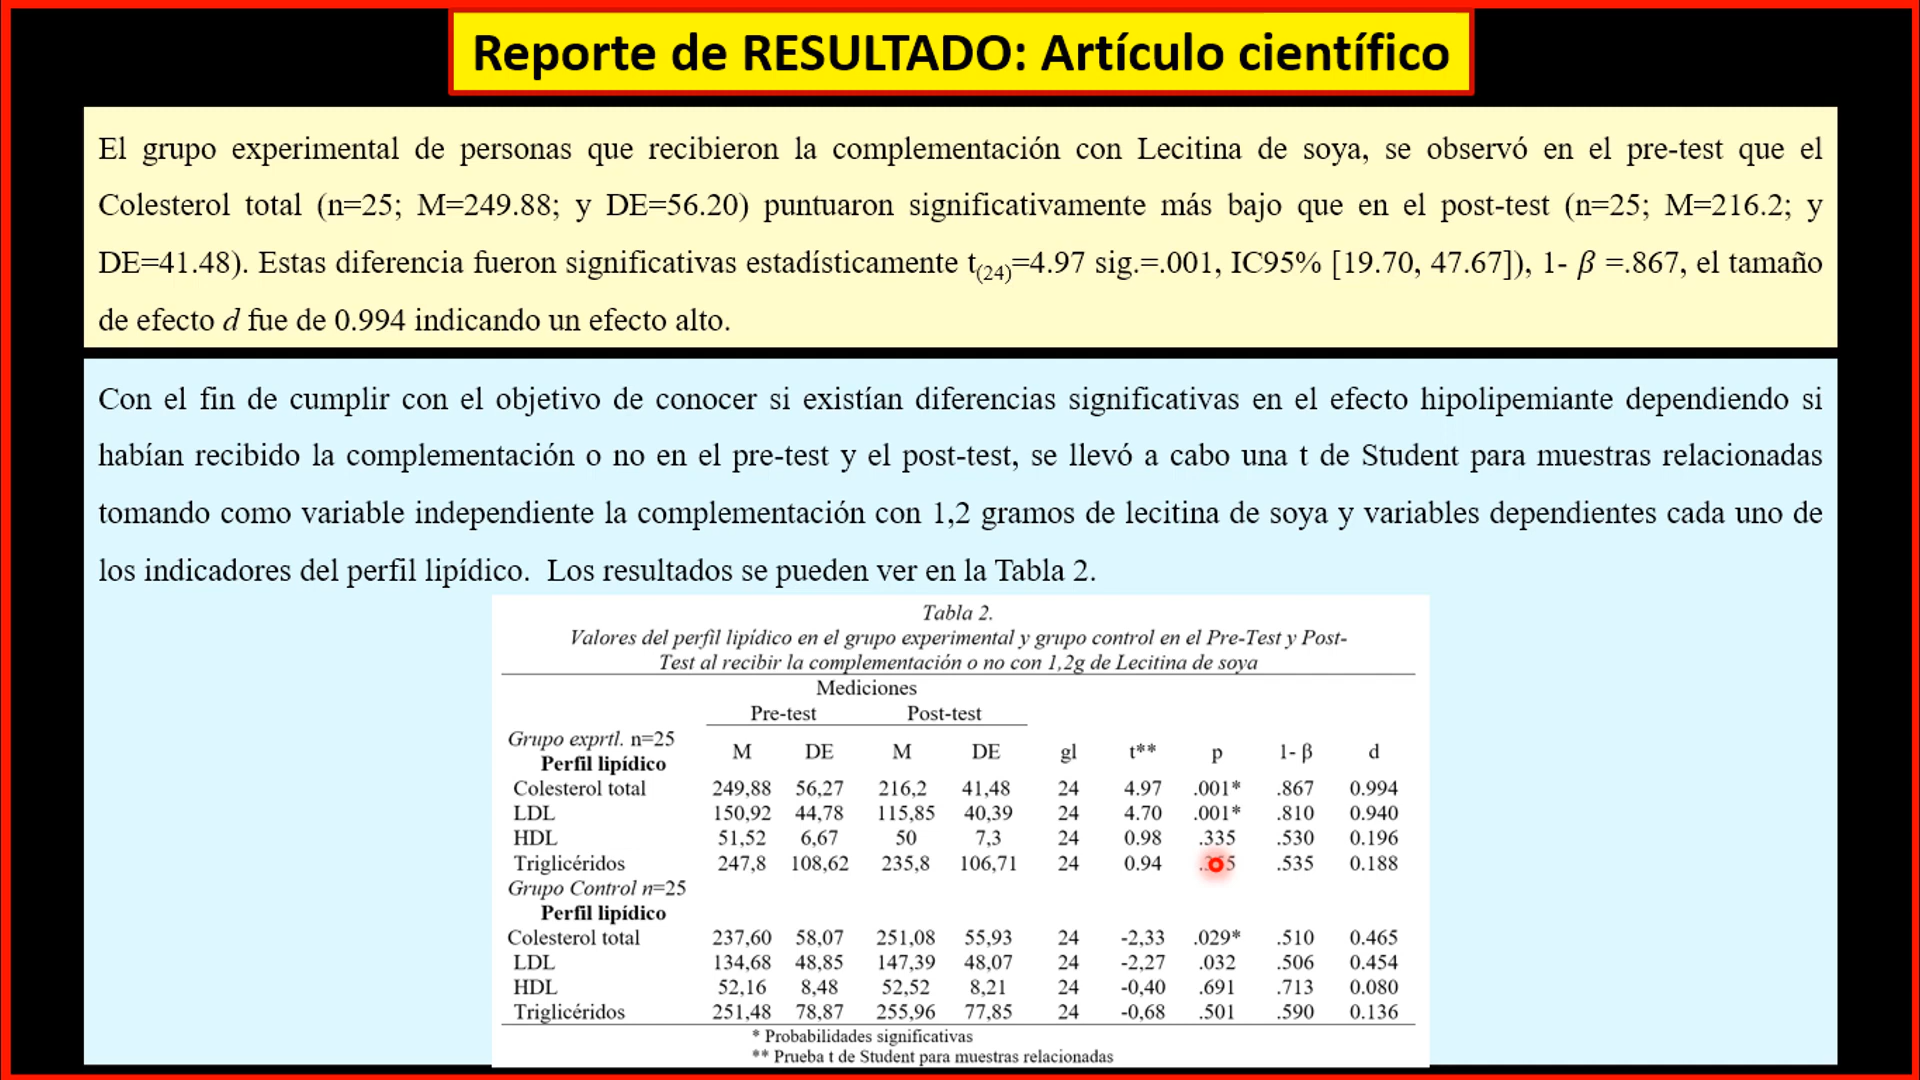 Reporte de RESULTADO: Artículo científico
El grupo experimental de personas que recibieron la complementación con Lecitina de soya, se observó en el pre-test que el
Colesterol total (n=25; M=249.88; y DE=56.20) puntuaron significativamente más bajo que en el post-test (n=25; M=216.2; y
DE=41.48). Estas diferencia fueron significativas estadísticamente t(24)=4.97 sig.=.001, IC95% [19.70, 47.67]), 1- β =.867, el tamaño
de efecto d fue de 0.994 indicando un efecto alto.
Con el fin de cumplir con el objetivo de conocer si existían diferencias significativas en el efecto hipolipemiante dependiendo si
habían recibido la complementación o no en el pre-test y el post-test, se llevó a cabo una t de Student para muestras relacionadas
tomando como variable independiente la complementación con 1,2 gramos de lecitina de soya y variables dependientes cada uno de
los indicadores del perfil lipídico. Los resultados se pueden ver en la Tabla 2.
Tabla 2.
Valores del perfil lipídico en el grupo experimental y grupo control en el Pre-Test y Post-
Test al recibir la complementación o no con 1,2g de Lecitina de soya
Mediciones
Pre-test Post-test
Grupo exprtl. n=25
M DE M DE gl t** p 1- β d
Perfil lipídico
Colesterol total 249,88 56,27 216,2 41,48 24 4.97 .001* .867 0.994
LDL 150,92 44,78 115,85 40,39 24 4.70 .001* .810 0.940
HDL 51,52 6,67 50 7,3 24 0.98 .335 .530 0.196
Triglicéridos 247,8 108,62 235,8 106,71 24 0.94 .535 0.188
Grupo Control n=25
Perfil lipídico
Colesterol total 237,60 58,07 251,08 55,93 24 -2,33 .029* .510 0.465
LDL 134,68 48,85 147,39 48,07 24 -2,27 .032 .506 0.454
HDL 52,16 8,48 52,52 8,21 24 -0,40 .691 .713 0.080
Triglicéridos 251,48 78,87 255,96 77,85 24 -0,68 .501 .590 0.136
* Probabilidades significativas
** Prueba t de Student para muestras relacionadas